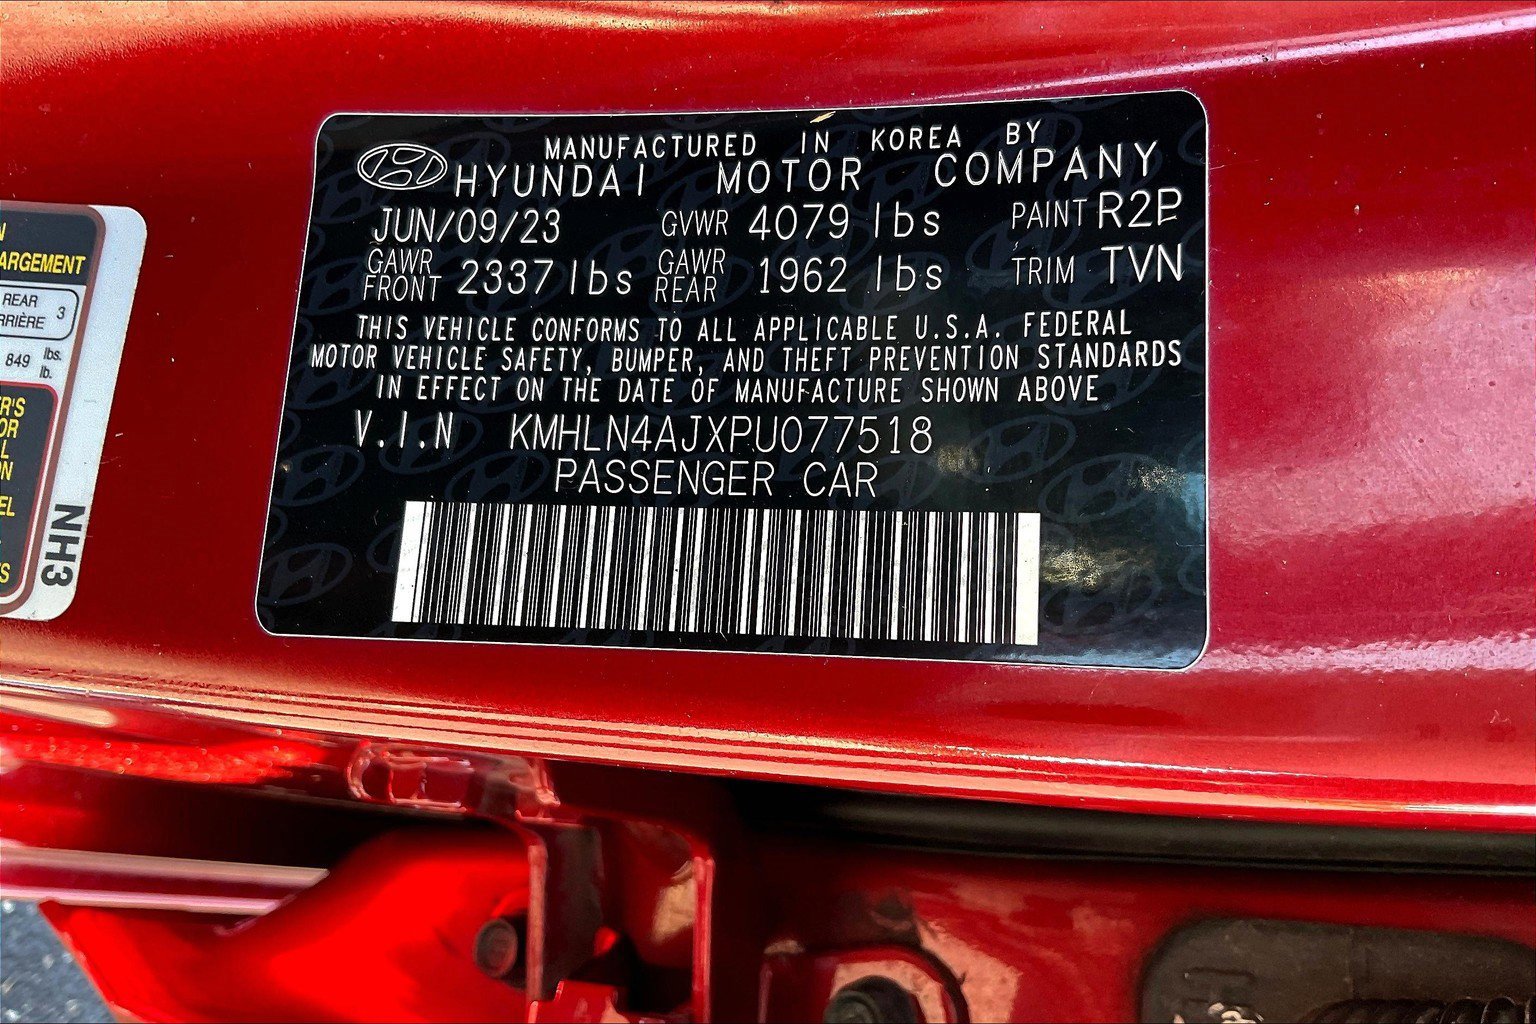 MANUFACTURED IN KOREA BY
HYUNDAI MOTOR COMPANY
JUN/09/23 GVWR 4079 lbs PAINT R2P
GAWR FRONT 2337 lbs GAWR REAR 1962 lbs TRIM TVN
THIS VEHICLE CONFORMS TO ALL APPLICABLE U.S.A. FEDERAL
MOTOR VEHICLE SAFETY, BUMPER, AND THEFT PREVENTION STANDARDS
IN EFFECT ON THE DATE OF MANUFACTURE SHOWN ABOVE
V.I.N KMHLN4AJXPU077518
PASSENGER CAR
REAR 3
849 lbs.
lb.
NH3